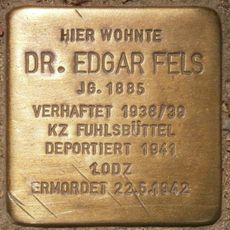 HIER WOHNTE
DR. EDGAR FELS
JG. 1885
VERHAFTET 1938/39
KZ FUHLSBÜTTEL
DEPORTIERT 1941
LODZ
ERMORDET 22.5.1942